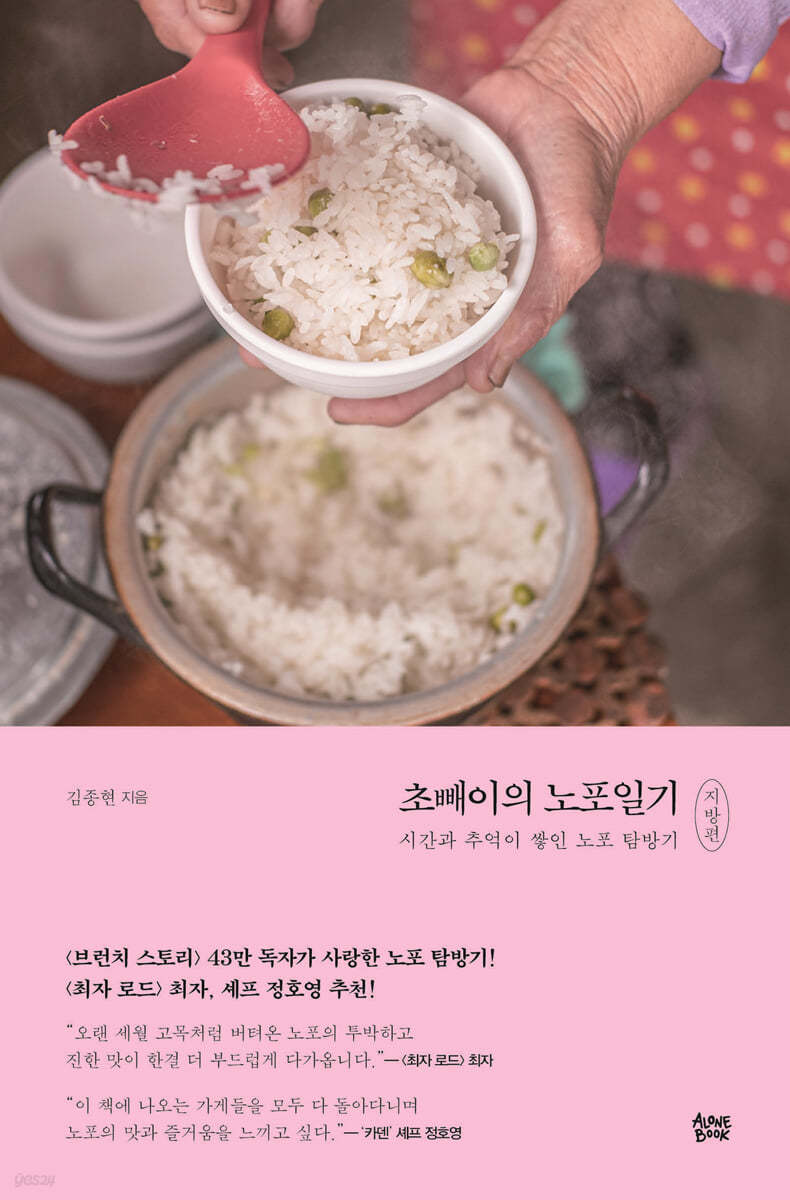 김종현 지음
초빼이의 노포일기
지방편
시간과 추억이 쌓인 노포 탐방기
〈브런치 스토리〉 43만 독자가 사랑한 노포 탐방기!
〈최자 로드〉 최자, 셰프 정호영 추천!
“오랜 세월 고목처럼 버텨온 노포의 투박하고
진한 맛이 한결 더 부드럽게 다가옵니다.”―〈최자 로드〉 최자
“이 책에 나오는 가게들을 모두 다 돌아다니며
노포의 맛과 즐거움을 느끼고 싶다.”―‘카덴’ 셰프 정호영
ALONE
BOOK
yes24